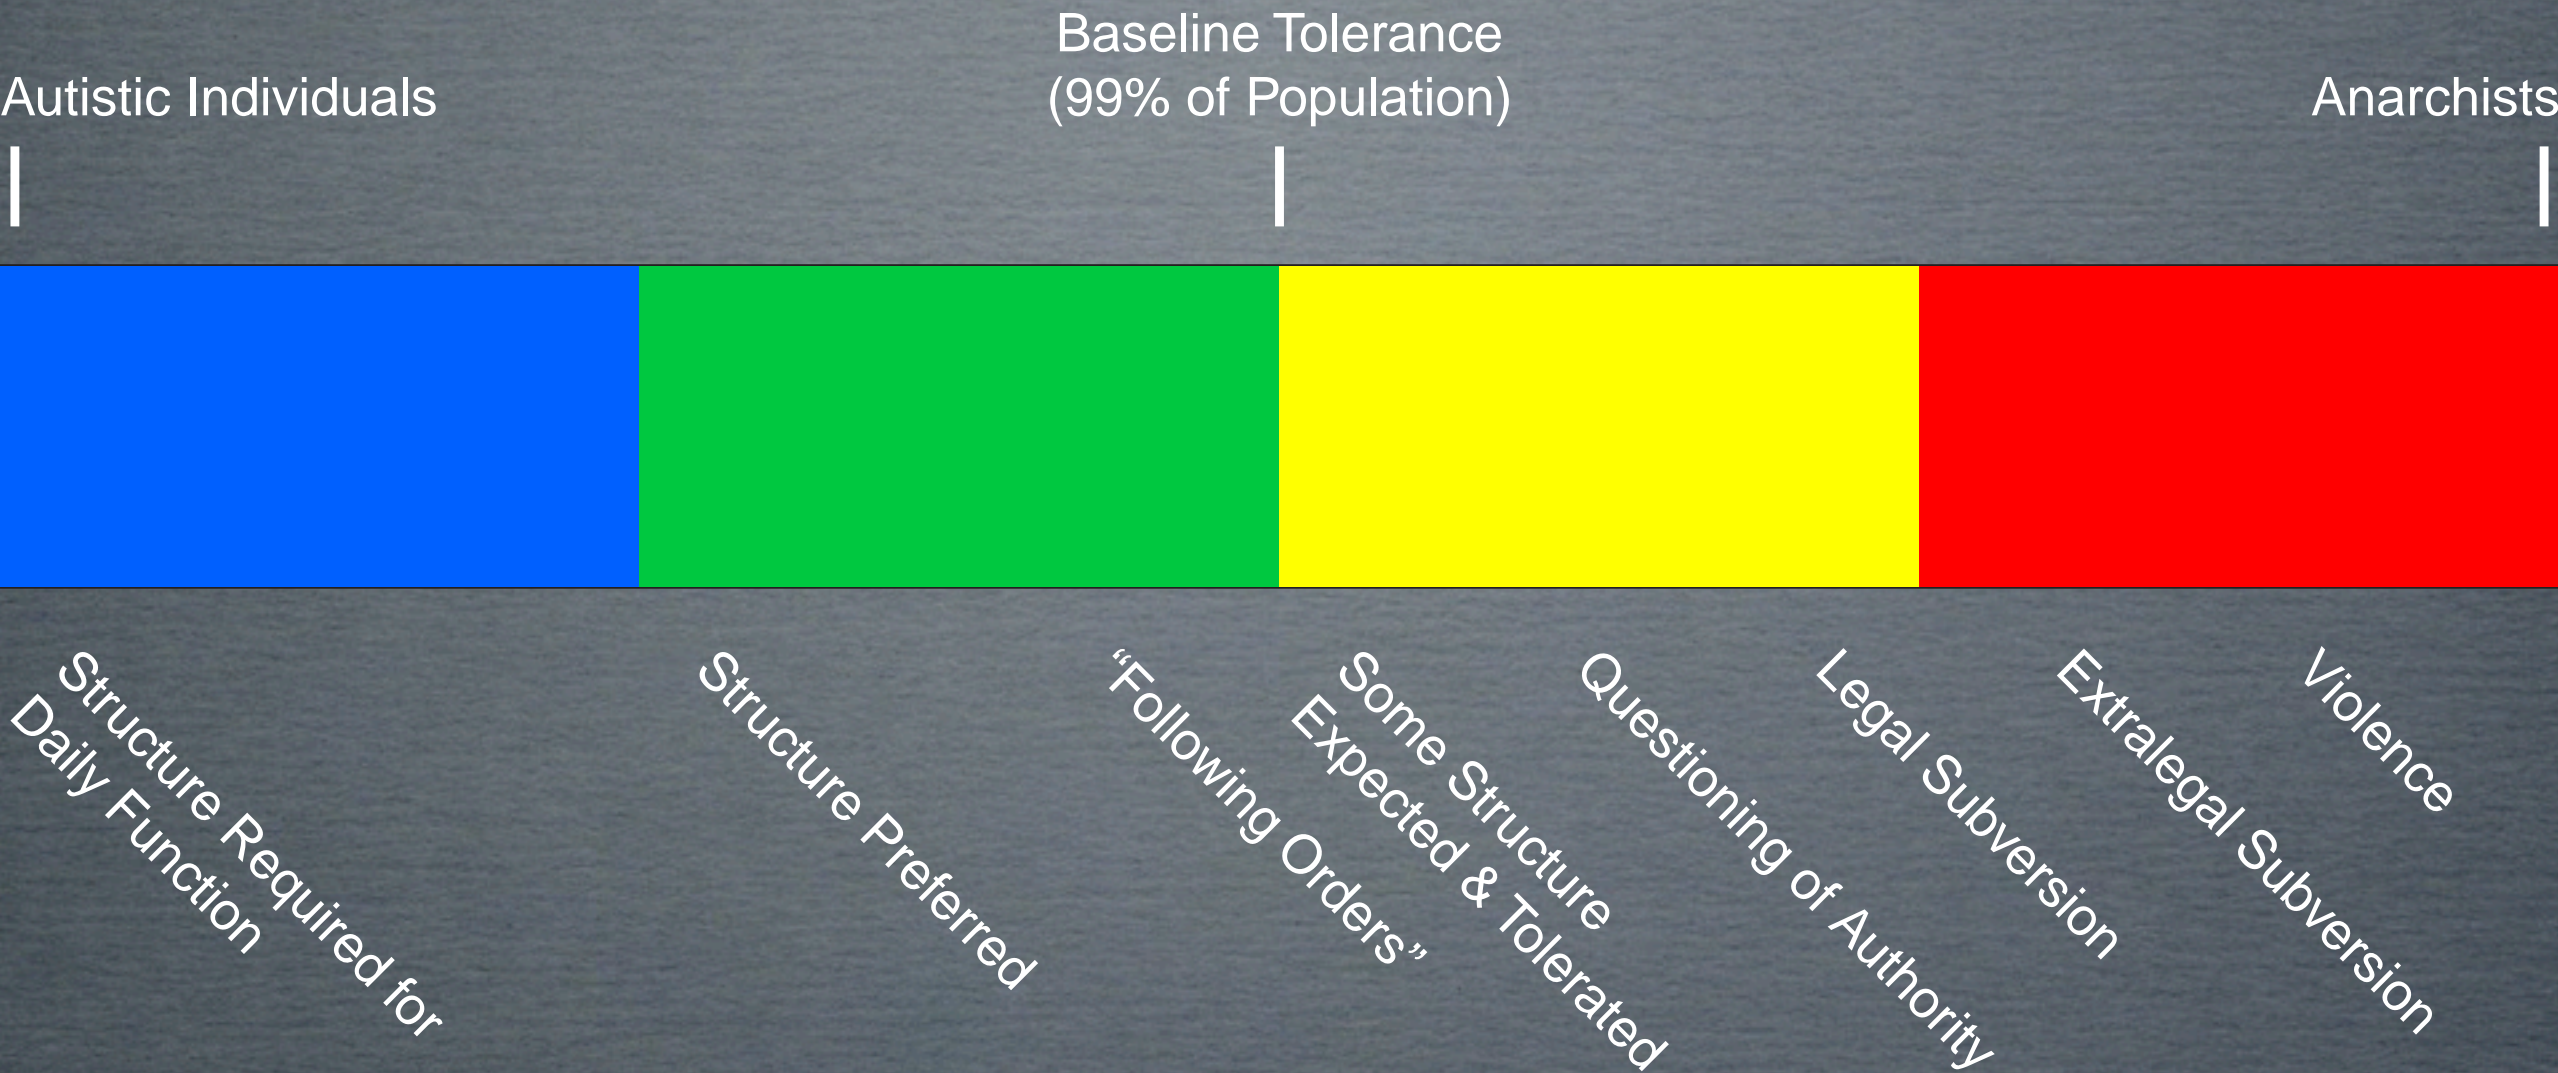 Baseline Tolerance
(99% of Population)
Autistic Individuals
Anarchists
Structure Required for
Daily Function
Structure Preferred
“Following Orders”
Some Structure
Expected & Tolerated
Questioning of Authority
Legal Subversion
Extralegal Subversion
Violence